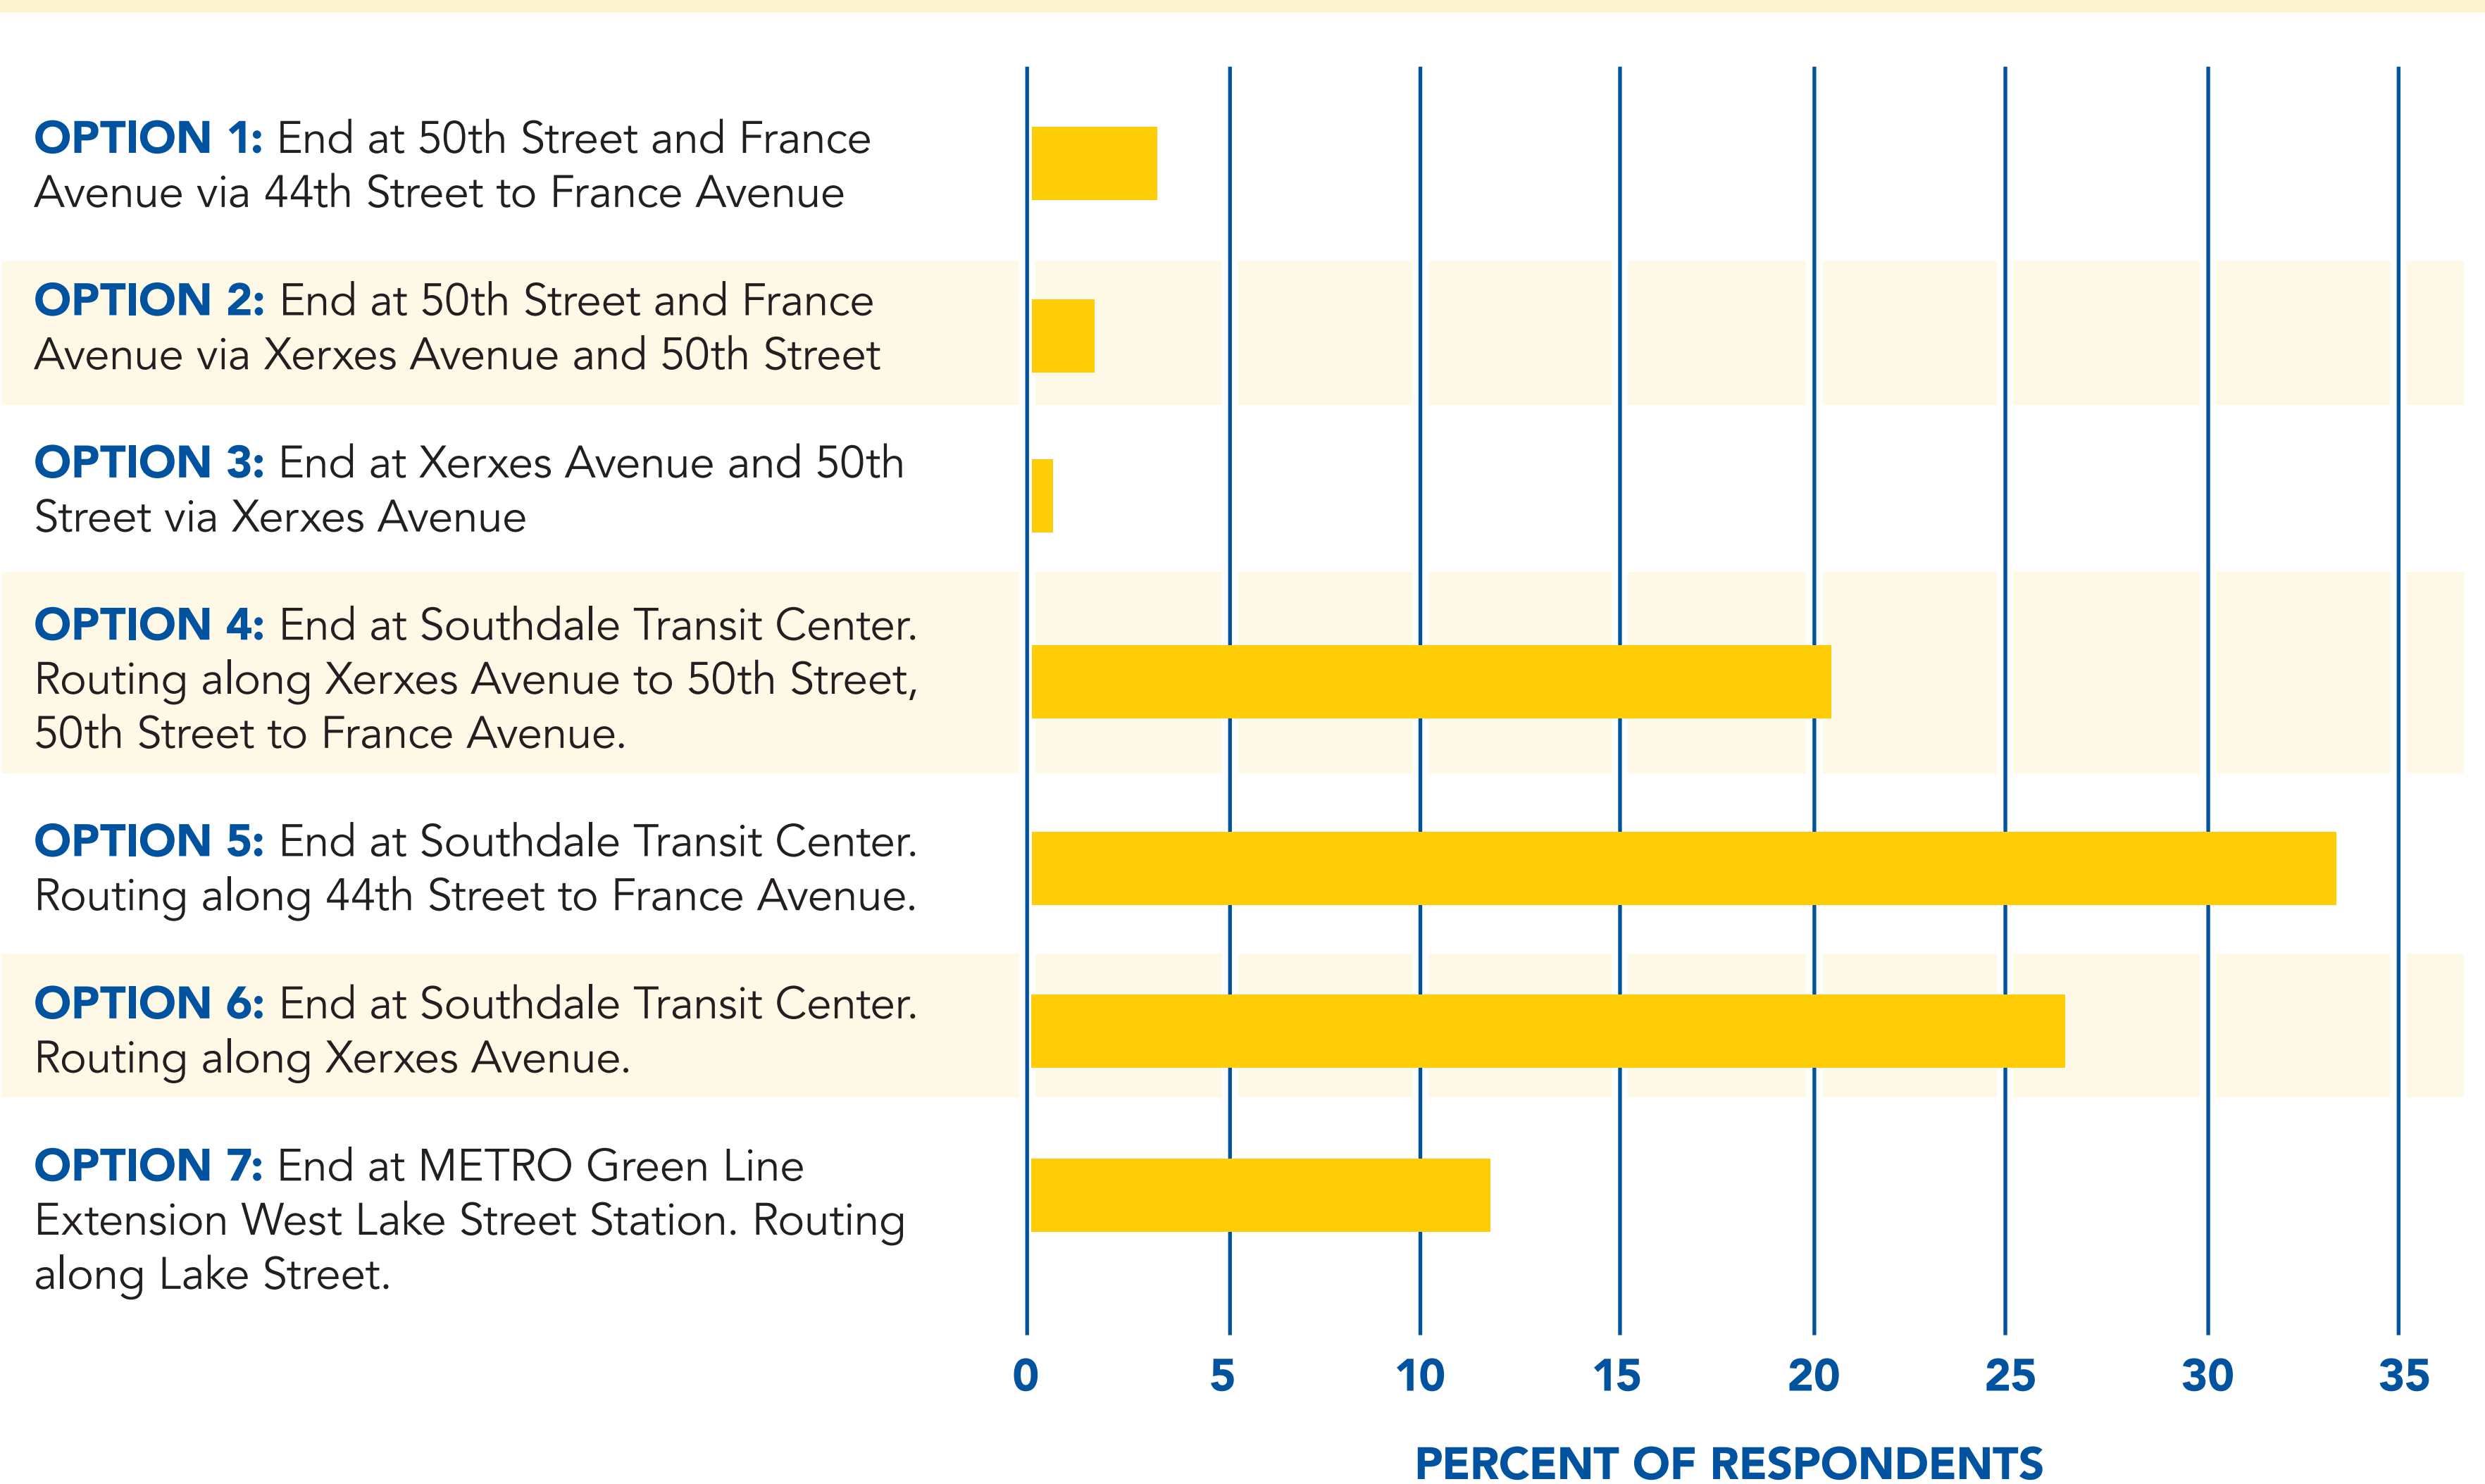 OPTION 1: End at 50th Street and France
Avenue via 44th Street to France Avenue
OPTION 2: End at 50th Street and France
Avenue via Xerxes Avenue and 50th Street
OPTION 3: End at Xerxes Avenue and 50th
Street via Xerxes Avenue
OPTION 4: End at Southdale Transit Center.
Routing along Xerxes Avenue to 50th Street,
50th Street to France Avenue.
OPTION 5: End at Southdale Transit Center.
Routing along 44th Street to France Avenue.
OPTION 6: End at Southdale Transit Center.
Routing along Xerxes Avenue.
OPTION 7: End at METRO Green Line
Extension West Lake Street Station. Routing
along Lake Street.
0 5 10 15 20 25 30 35
PERCENT OF RESPONDENTS